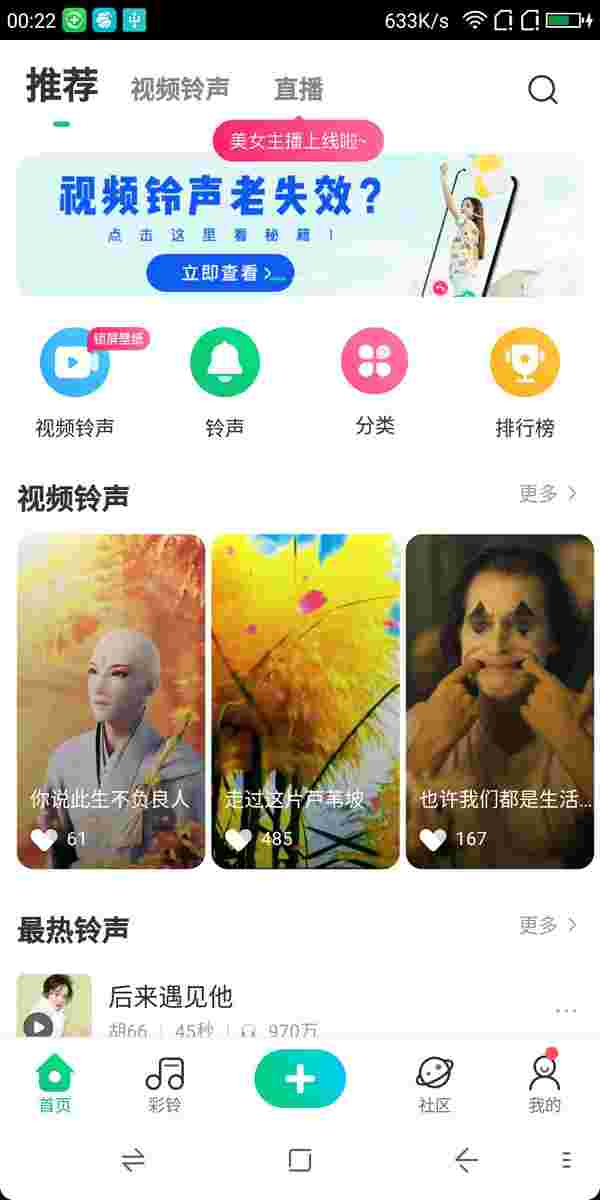 00:22
633K/s
推荐 视频铃声 直播
美女主播上线啦~
视频铃声老失效?
点击这里看秘籍!
立即查看 >
锁屏壁纸
视频铃声 铃声 分类 排行榜
视频铃声 更多 >
你说此生不负良人 走过这片芦苇坡 也许我们都是生活...
61 485 167
最热铃声 更多 >
后来遇见他
胡66 | 45秒 | 970万
首页 彩铃 社区 我的